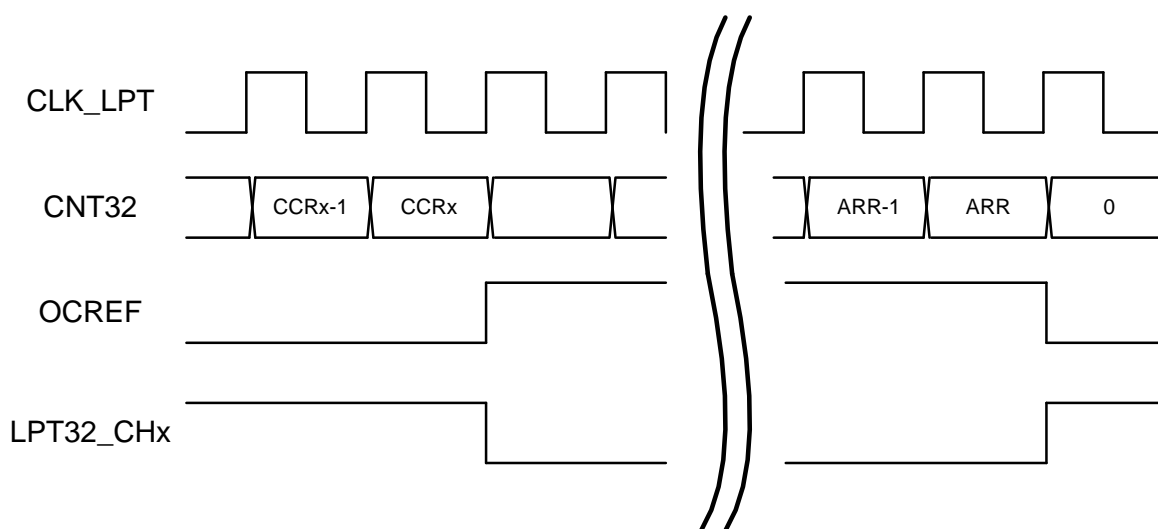 CLK_LPT
CNT32 CCRx-1 CCRx ARR-1 ARR 0
OCREF
LPT32_CHx